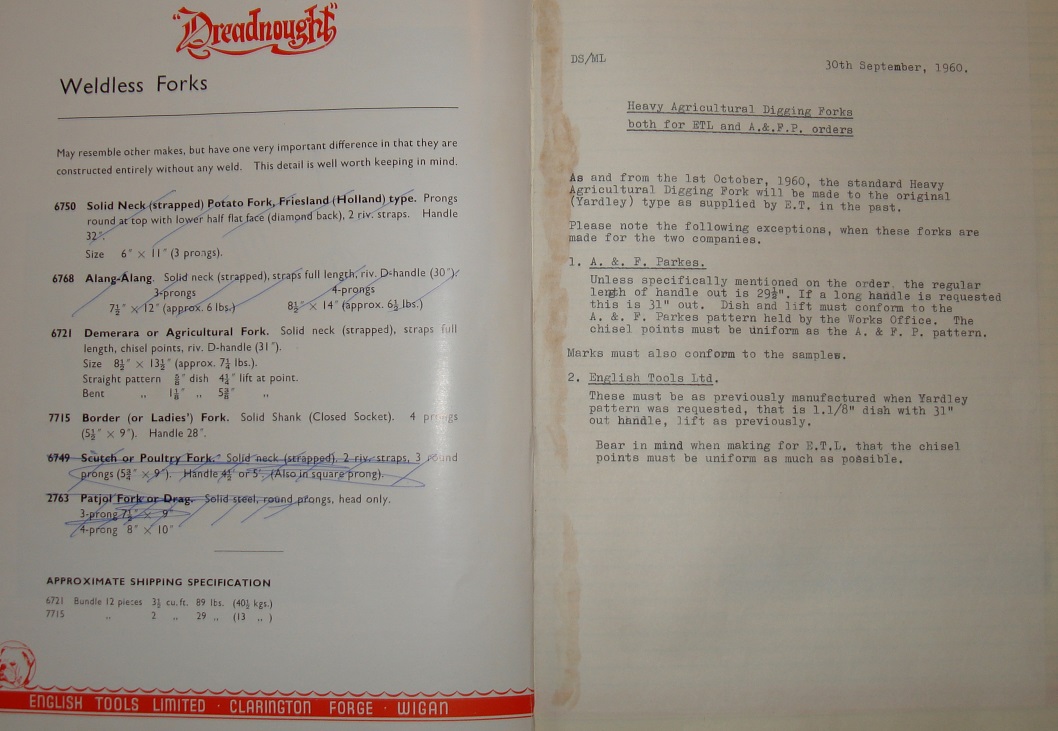 "Dreadnought"
Weldless Forks
May resemble other makes, but have one very important difference in that they are
constructed entirely without any weld. This detail is well worth keeping in mind.
6750 Solid Neck (strapped) Potato Fork, Friesland (Holland) type. Prongs
round at top with lower half flat face (diamond back), 2 riv. straps. Handle
32".
Size 6" × 11" (3 prongs).
6768 Alang-Alang. Solid neck (strapped), straps full length, riv. D-handle (30").
3-prongs 4-prongs
7½" × 12" (approx. 6 lbs.) 8½" × 14" (approx. 6½ lbs.)
6721 Demerara or Agricultural Fork. Solid neck (strapped), straps full
length, chisel points, riv. D-handle (31").
Size 8½" × 13½" (approx. 7¼ lbs.)
Straight pattern ⅝" dish 4¼" lift at point.
Bent „ 1⅛" „ 5⅜" „
7715 Border (or Ladies') Fork. Solid Shank (Closed Socket). 4 prongs
(5½" × 9"). Handle 28".
6749 Scutch or Poultry Fork. Solid neck (strapped), 2 riv. straps, 3 round
prongs (5¾" × 9"). Handle 4½' or 5'. (Also in square prong).
2763 Patjol Fork or Drag. Solid steel, round prongs, head only.
3-prong 7½" × 9"
4-prong 8" × 10"
APPROXIMATE SHIPPING SPECIFICATION
6721 Bundle 12 pieces 3½ cu.ft. 89 lbs. (40½ kgs.)
7715 „ 2 „ 29 „ (13 „ )
ENGLISH TOOLS LIMITED · CLARINGTON FORGE · WIGAN
DS/ML
30th September, 1960.
Heavy Agricultural Digging Forks
both for ETL and A.&.F.P. orders
As and from the 1st October, 1960, the standard Heavy
Agricultural Digging Fork will be made to the original
(Yardley) type as supplied by E.T. in the past.
Please note the following exceptions, when these forks are
made for the two companies.
1. A. &. F. Parkes.
Unless specifically mentioned on the order, the regular
length of handle out is 29½". If a long handle is requested
this is 31" out. Dish and lift must conform to the
A. &. F. Parkes pattern held by the Works Office. The
chisel points must be uniform as the A. & F. P. pattern.
Marks must also conform to the samples.
2. English Tools Ltd.
These must be as previously manufactured when Yardley
pattern was requested, that is 1.1/8" dish with 31"
out handle, lift as previously.
Bear in mind when making for E.T.L. that the chisel
points must be uniform as much as possible.